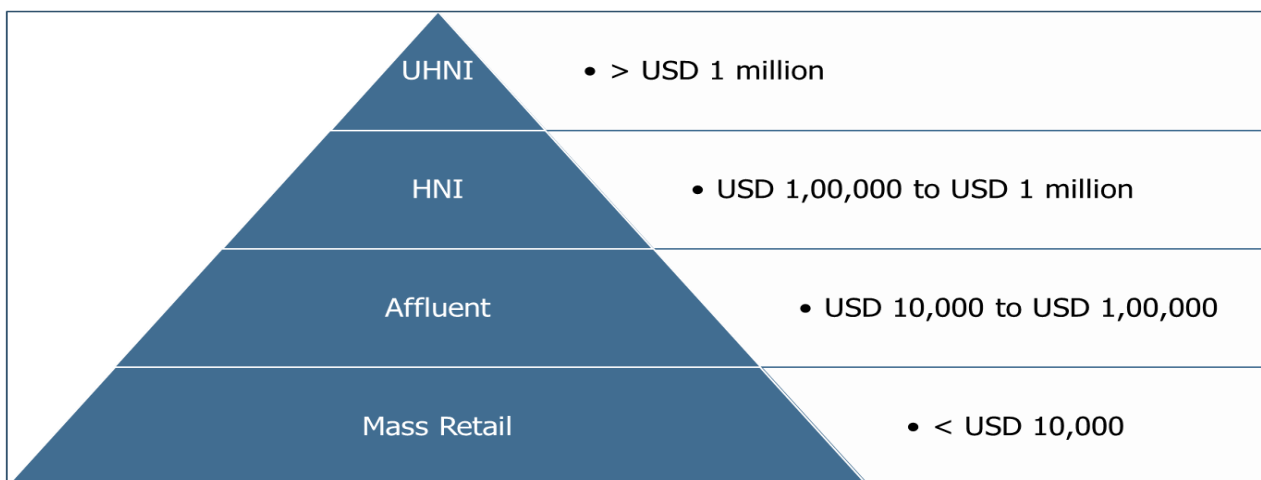 UHNI
• > USD 1 million
HNI
• USD 1,00,000 to USD 1 million
Affluent
• USD 10,000 to USD 1,00,000
Mass Retail
• < USD 10,000